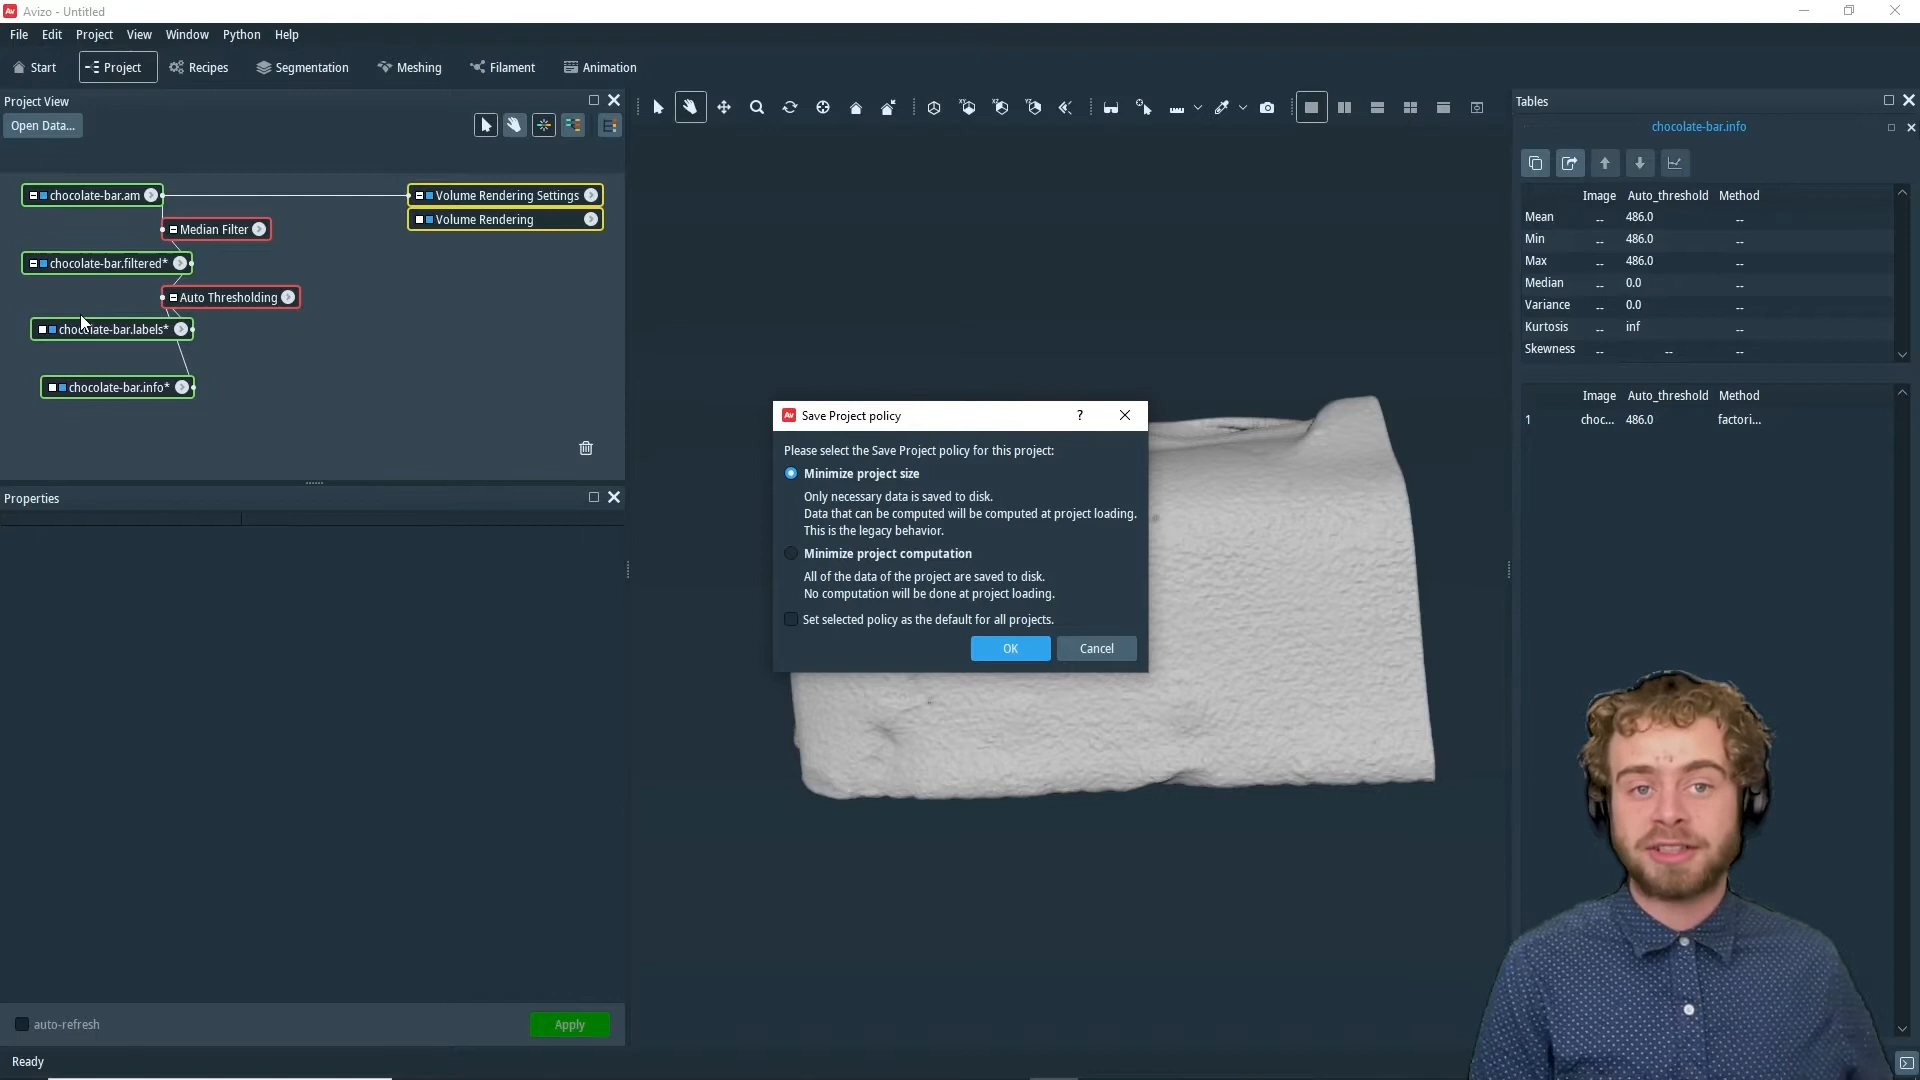 Av Avizo - Untitled
File Edit Project View Window Python Help
Start Project Recipes Segmentation Meshing Filament Animation
Project View
Open Data...
chocolate-bar.am
Volume Rendering Settings
Volume Rendering
Median Filter
chocolate-bar.filtered*
Auto Thresholding
chocolate-bar.labels*
chocolate-bar.info*
Properties
auto-refresh
Apply
Ready
XY XZ YZ
Av Save Project policy ?
Please select the Save Project policy for this project:
Minimize project size
Only necessary data is saved to disk.
Data that can be computed will be computed at project loading.
This is the legacy behavior.
Minimize project computation
All of the data of the project are saved to disk.
No computation will be done at project loading.
Set selected policy as the default for all projects.
OK Cancel
Tables
chocolate-bar.info
Image Auto_threshold Method
Mean -- 486.0 --
Min -- 486.0 --
Max -- 486.0 --
Median -- 0.0 --
Variance -- 0.0 --
Kurtosis -- inf --
Skewness -- -- --
Image Auto_threshold Method
1 choc... 486.0 factori...